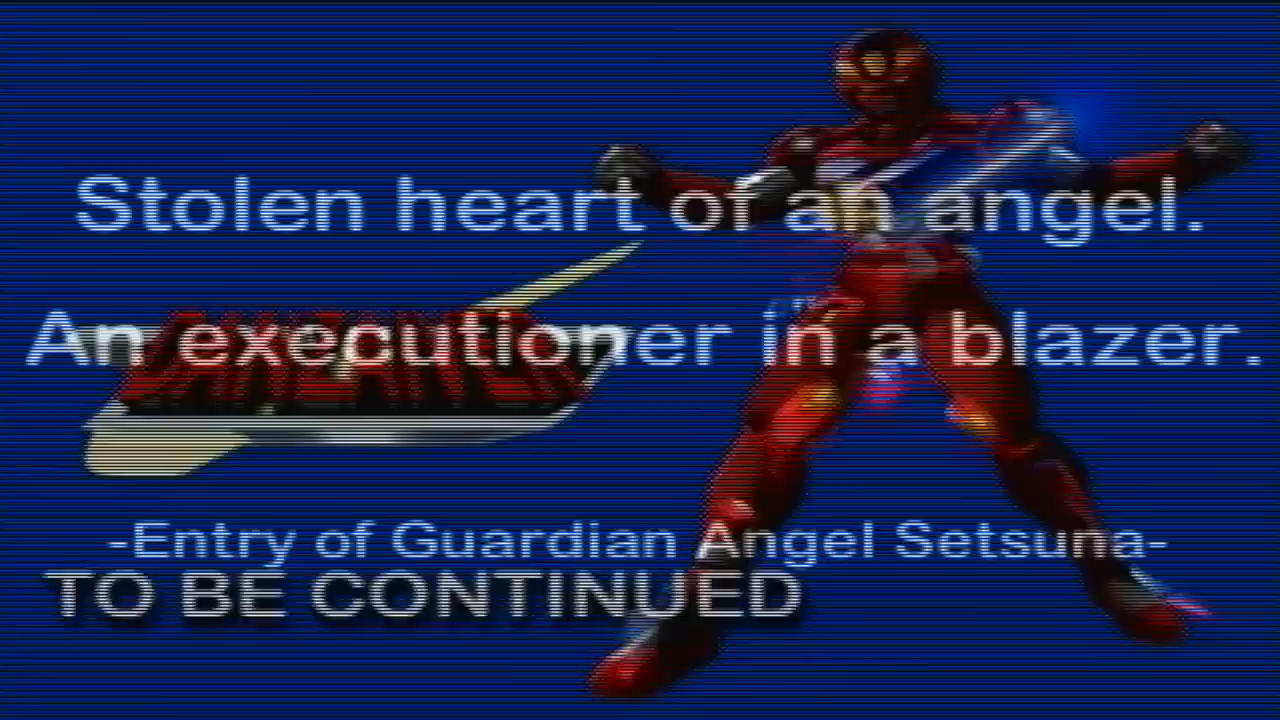 Stolen heart of an angel.
An executioner in a blazer.
-Entry of Guardian Angel Setsuna-
TO BE CONTINUED